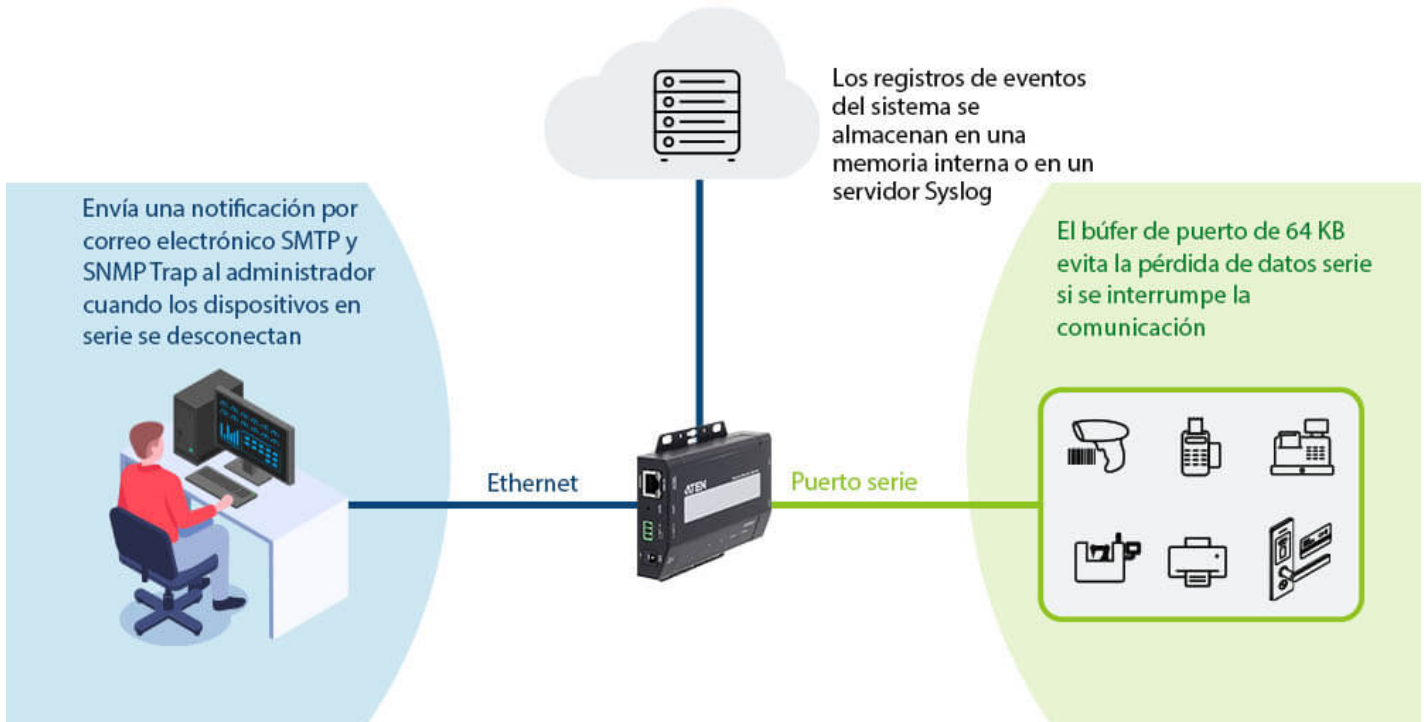 Los registros de eventos
del sistema se
almacenan en una
memoria interna o en un
servidor Syslog
Envía una notificación por
correo electrónico SMTP y
SNMP Trap al administrador
cuando los dispositivos en
serie se desconectan
El búfer de puerto de 64 KB
evita la pérdida de datos serie
si se interrumpe la
comunicación
Ethernet
ATEN
Puerto serie